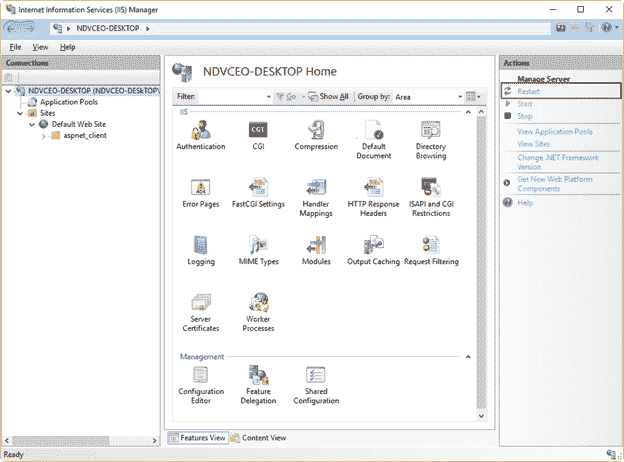 Internet Information Services (IIS) Manager
NDVCEO-DESKTOP
File View Help
Connections
NDVCEO-DESKTOP (NDVCEO-DESKTOP
Application Pools
Sites
Default Web Site
aspnet_client
NDVCEO-DESKTOP Home
Filter: Go Show All Group by: Area
IIS
Authentication CGI Compression Default Document Directory Browsing
Error Pages FastCGI Settings Handler Mappings HTTP Response Headers ISAPI and CGI Restrictions
Logging MIME Types Modules Output Caching Request Filtering
Server Certificates Worker Processes
Management
Configuration Editor Feature Delegation Shared Configuration
Features View Content View
Actions
Manage Server
Restart
Start
Stop
View Application Pools
View Sites
Change .NET Framework
Version
Get New Web Platform
Components
Help
Ready